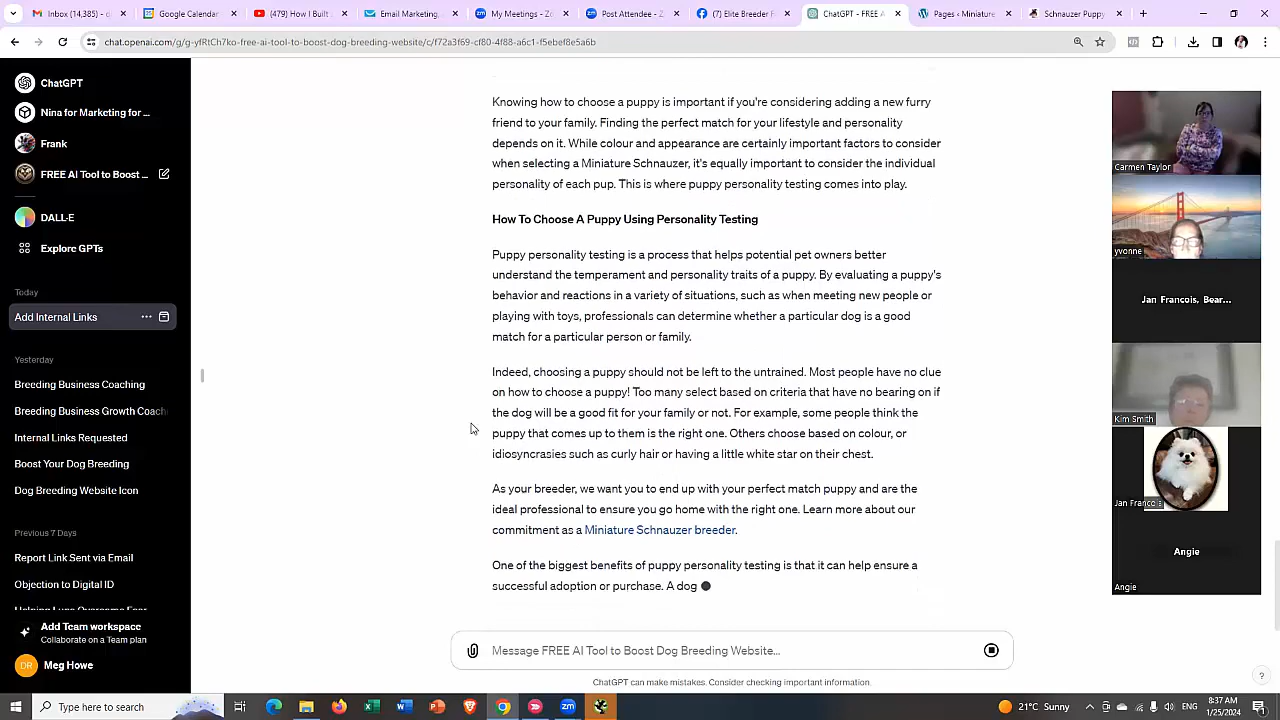 Inbox (14,385) - d
Google Calendar
(479) How I Built
Email Marketing
My Meetings - Z
Post Attendee - Z
Elite Breeder F
ChatGPT - FREE A
Pages ‹ Miniature
Schnauzer Puppy
chat.openai.com/g/g-yfRtCh7ko-free-ai-tool-to-boost-dog-breeding-website/c/f72a3f69-cf80-4f88-a6c1-f5ebf8e5a6b
ChatGPT
Nina for Marketing for ...
Frank
FREE AI Tool to Boost ...
DALL·E
Explore GPTs
Today
Add Internal Links
Yesterday
Breeding Business Coaching
Breeding Business Growth Coach
Internal Links Requested
Boost Your Dog Breeding
Dog Breeding Website Icon
Previous 7 Days
Report Link Sent via Email
Objection to Digital ID
Helping Luna Overcome Fear
Add Team workspace
Collaborate on a Team plan
DR
Meg Howe
Knowing how to choose a puppy is important if you're considering adding a new furry
friend to your family. Finding the perfect match for your lifestyle and personality
depends on it. While colour and appearance are certainly important factors to consider
when selecting a Miniature Schnauzer, it's equally important to consider the individual
personality of each pup. This is where puppy personality testing comes into play.
How To Choose A Puppy Using Personality Testing
Puppy personality testing is a process that helps potential pet owners better
understand the temperament and personality traits of a puppy. By evaluating a puppy's
behavior and reactions in a variety of situations, such as when meeting new people or
playing with toys, professionals can determine whether a particular dog is a good
match for a particular person or family.
Indeed, choosing a puppy should not be left to the untrained. Most people have no clue
on how to choose a puppy! Too many select based on criteria that have no bearing on if
the dog will be a good fit for your family or not. For example, some people think the
puppy that comes up to them is the right one. Others choose based on colour, or
idiosyncrasies such as curly hair or having a little white star on their chest.
As your breeder, we want you to end up with your perfect match puppy and are the
ideal professional to ensure you go home with the right one. Learn more about our
commitment as a Miniature Schnauzer breeder.
One of the biggest benefits of puppy personality testing is that it can help ensure a
successful adoption or purchase. A dog
Message FREE AI Tool to Boost Dog Breeding Website...
ChatGPT can make mistakes. Consider checking important information.
?
Carmen Taylor
yvonne
Jan Francois, Bear...
Kim Smith
Jan Francois
Angie
Angie
Type here to search
21°C Sunny
8:37 AM
1/25/2024